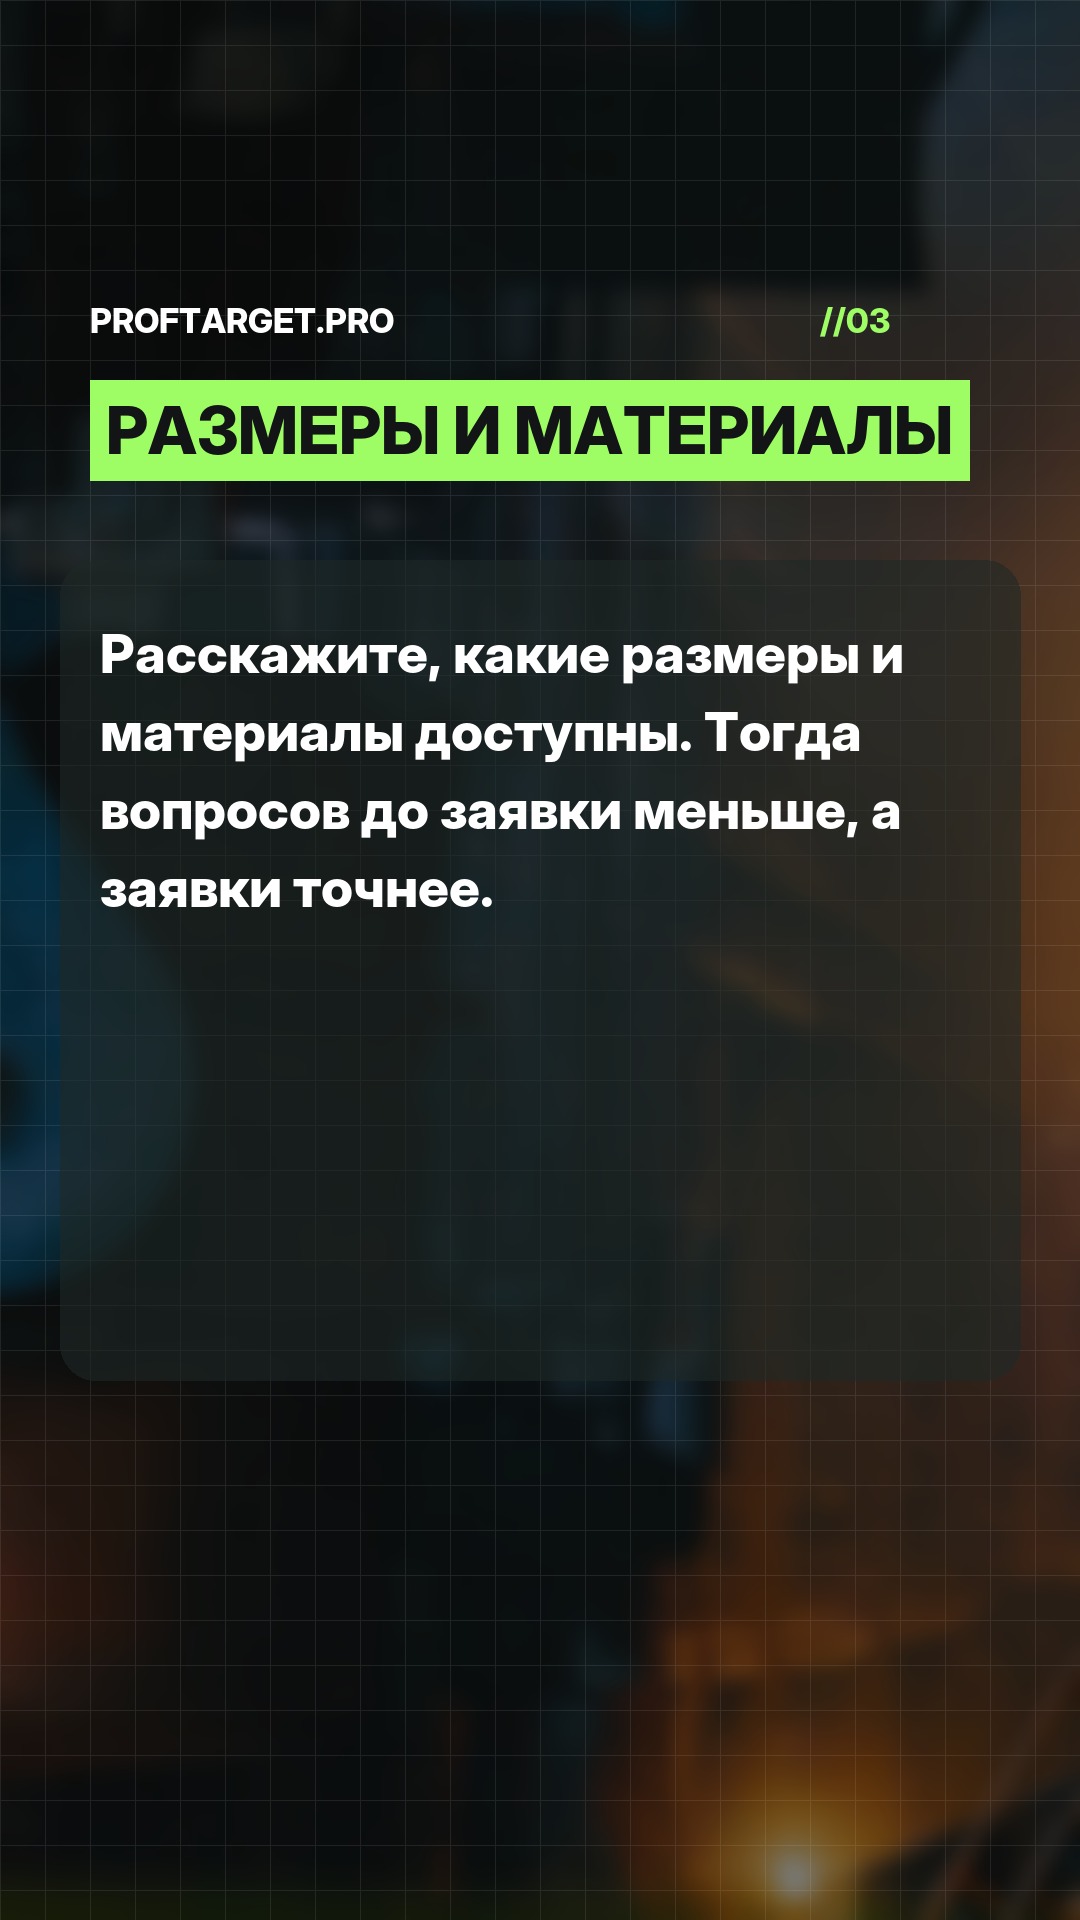 PROFTARGET.PRO
//03
РАЗМЕРЫ И МАТЕРИАЛЫ
Расскажите, какие размеры и
материалы доступны. Тогда
вопросов до заявки меньше, а
заявки точнее.